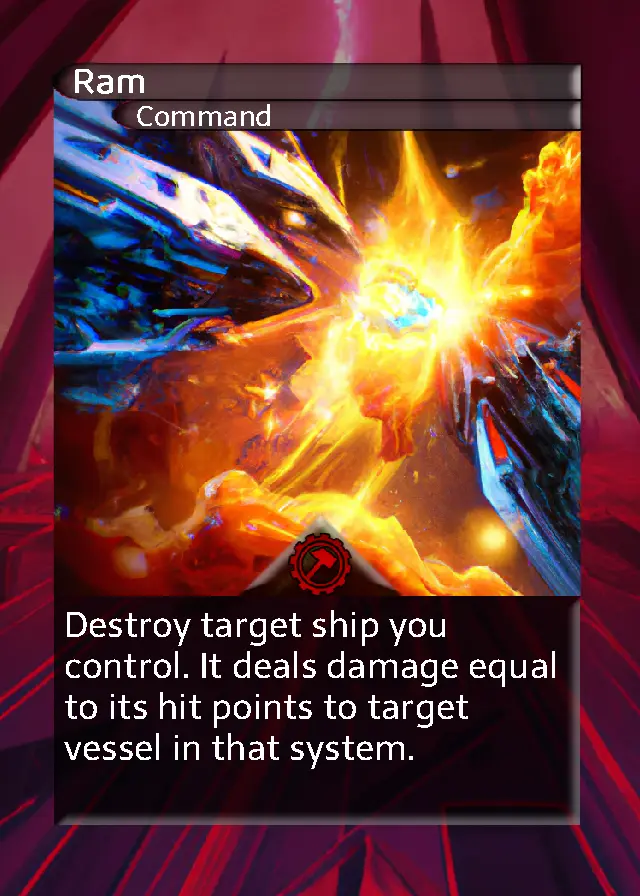 Ram
Command
Destroy target ship you
control. It deals damage equal
to its hit points to target
vessel in that system.